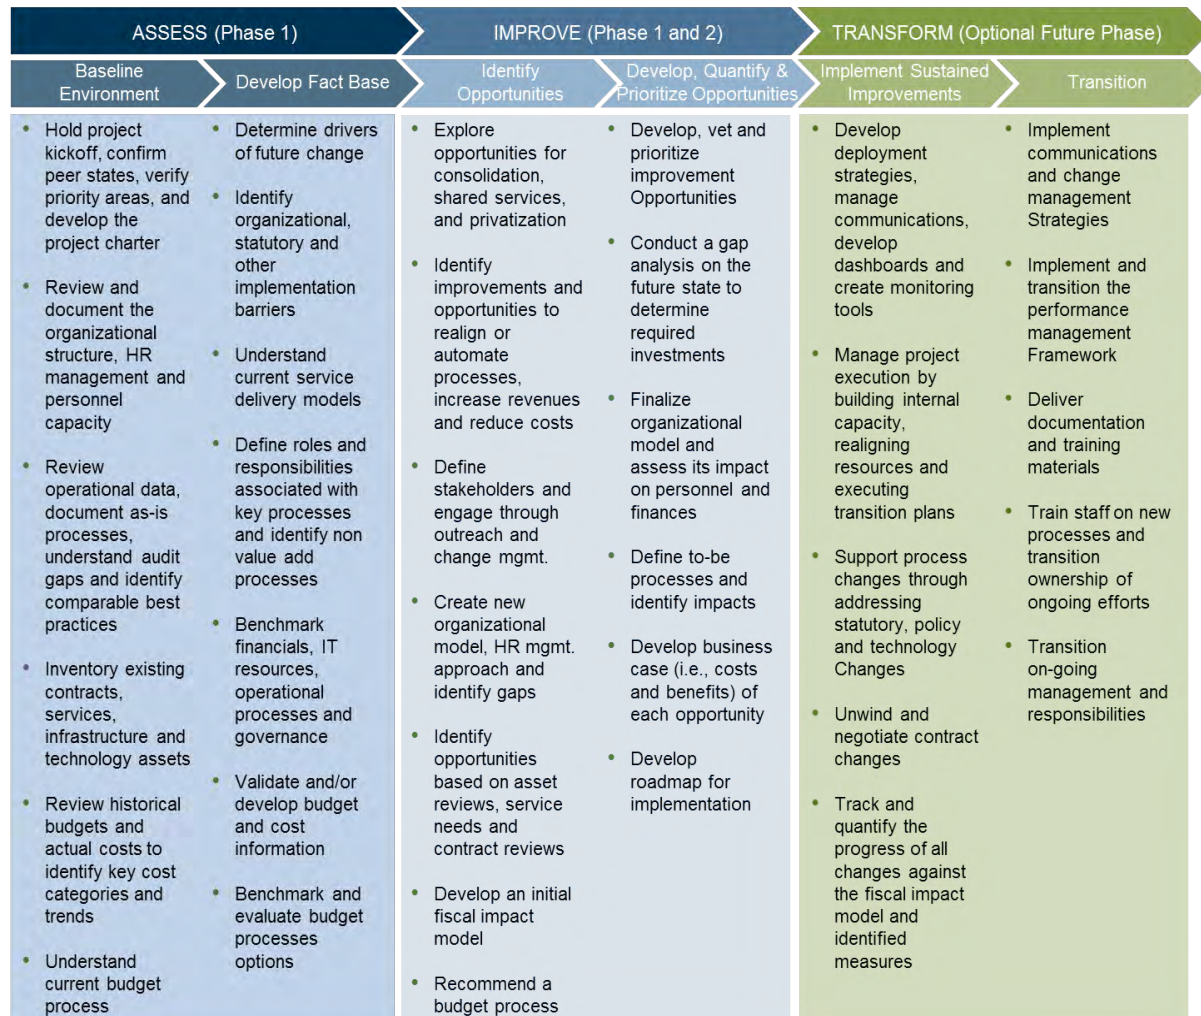 ASSESS (Phase 1)
IMPROVE (Phase 1 and 2)
TRANSFORM (Optional Future Phase)
Baseline
Environment
Develop Fact Base
Identify
Opportunities
Develop, Quantify &
Prioritize Opportunities
Implement Sustained
Improvements
Transition
• Hold project
kickoff, confirm
peer states, verify
priority areas, and
develop the
project charter
• Review and
document the
organizational
structure, HR
management and
personnel
capacity
• Review
operational data,
document as-is
processes,
understand audit
gaps and identify
comparable best
practices
• Inventory existing
contracts,
services,
infrastructure and
technology assets
• Review historical
budgets and
actual costs to
identify key cost
categories and
trends
• Understand
current budget
process
• Determine drivers
of future change
• Identify
organizational,
statutory and
other
implementation
barriers
• Understand
current service
delivery models
• Define roles and
responsibilities
associated with
key processes
and identify non
value add
processes
• Benchmark
financials, IT
resources,
operational
processes and
governance
• Validate and/or
develop budget
and cost
information
• Benchmark and
evaluate budget
processes
options
• Explore
opportunities for
consolidation,
shared services,
and privatization
• Identify
improvements and
opportunities to
realign or
automate
processes,
increase revenues
and reduce costs
• Define
stakeholders and
engage through
outreach and
change mgmt.
• Create new
organizational
model, HR mgmt.
approach and
identify gaps
• Identify
opportunities
based on asset
reviews, service
needs and
contract reviews
• Develop an initial
fiscal impact
model
• Recommend a
budget process
• Develop, vet and
prioritize
improvement
Opportunities
• Conduct a gap
analysis on the
future state to
determine
required
investments
• Finalize
organizational
model and
assess its impact
on personnel and
finances
• Define to-be
processes and
identify impacts
• Develop business
case (i.e., costs
and benefits) of
each opportunity
• Develop
roadmap for
implementation
• Develop
deployment
strategies,
manage
communications,
develop
dashboards and
create monitoring
tools
• Manage project
execution by
building internal
capacity,
realigning
resources and
executing
transition plans
• Support process
changes through
addressing
statutory, policy
and technology
Changes
• Unwind and
negotiate contract
changes
• Track and
quantify the
progress of all
changes against
the fiscal impact
model and
identified
measures
• Implement
communications
and change
management
Strategies
• Implement and
transition the
performance
management
Framework
• Deliver
documentation
and training
materials
• Train staff on new
processes and
transition
ownership of
ongoing efforts
• Transition
on-going
management and
responsibilities